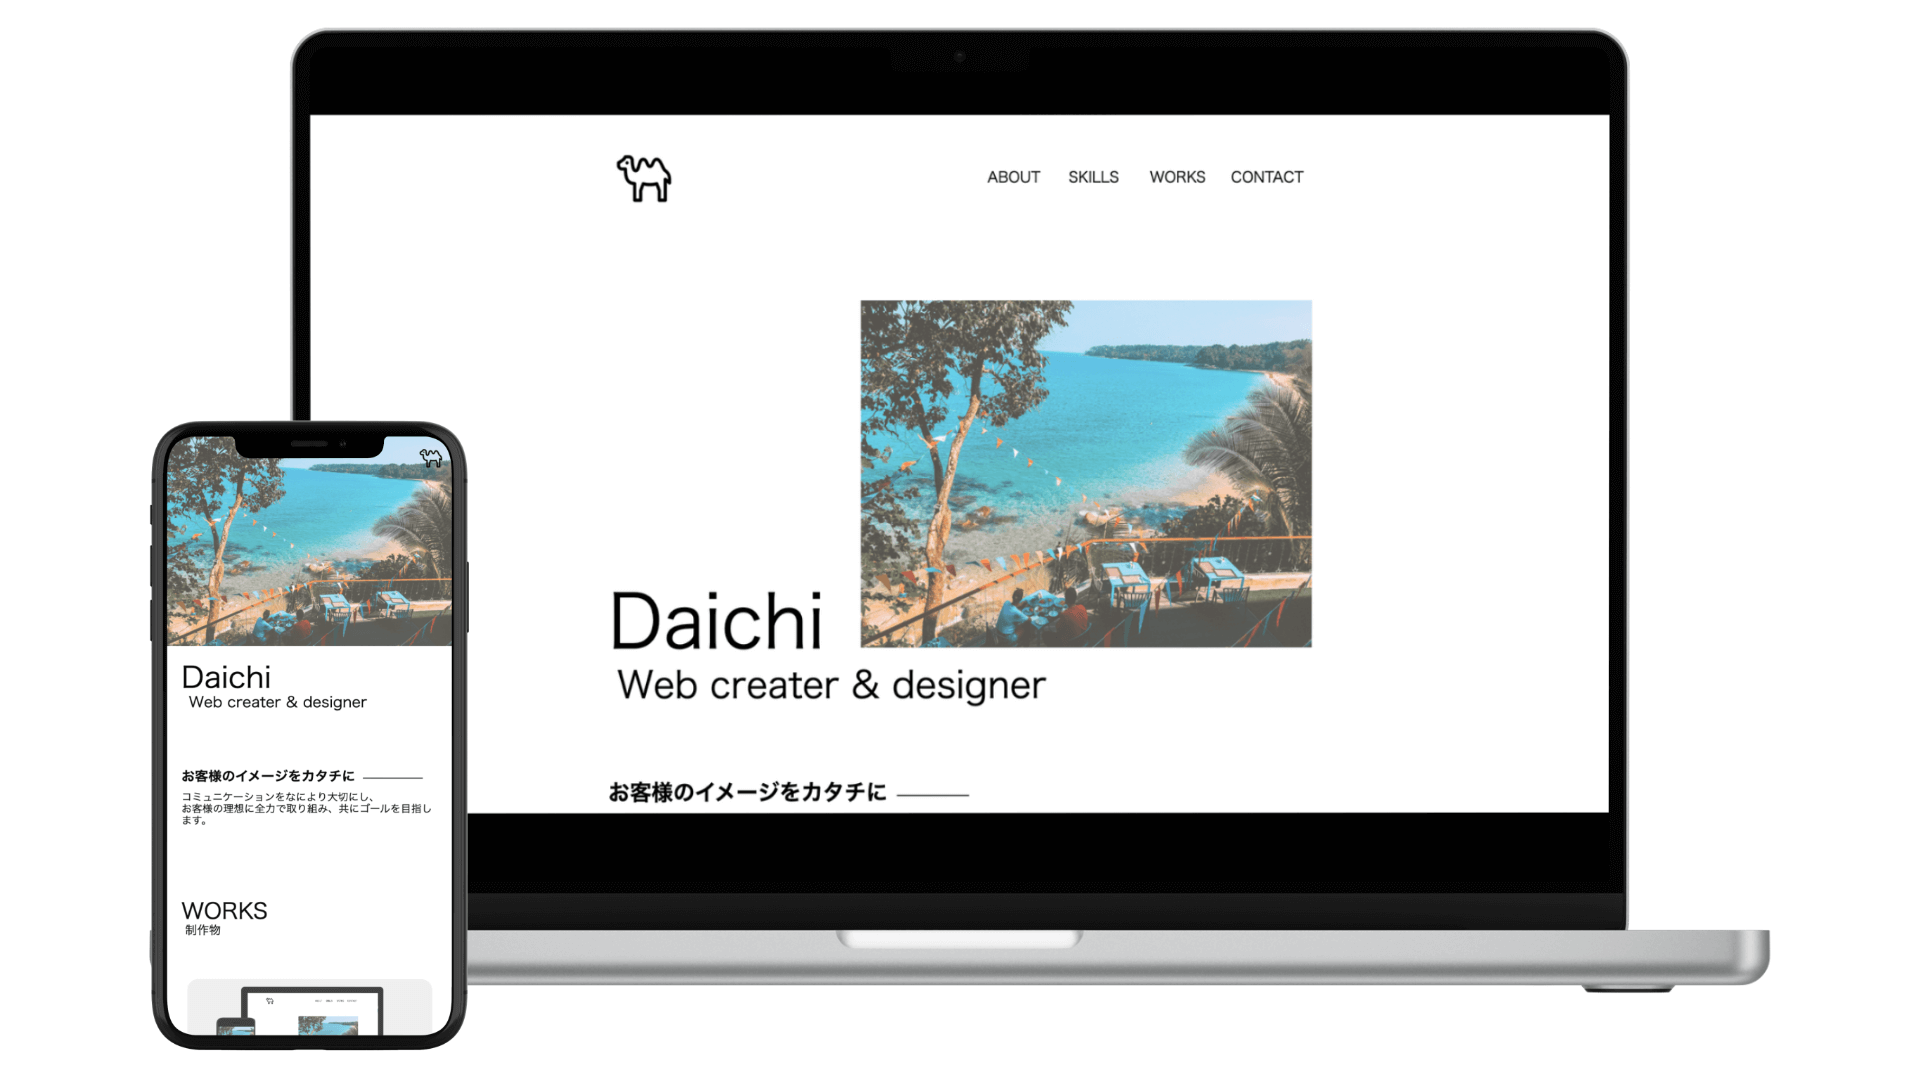 ABOUT SKILLS WORKS CONTACT
Daichi
Web creater & designer
お客様のイメージをカタチに
Daichi
Web creater & designer
お客様のイメージをカタチに
コミュニケーションをなにより大切にし、
お客様の理想に全力で取り組み、共にゴールを目指し
ます。
WORKS
制作物